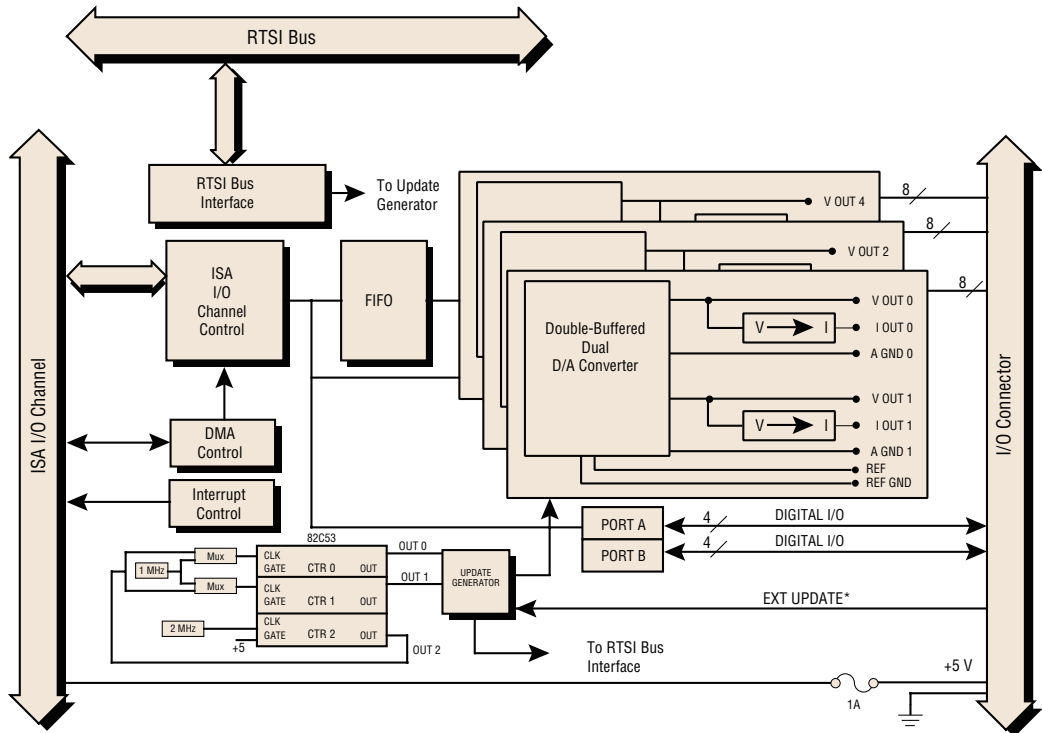 RTSI Bus
RTSI Bus
Interface
To Update
Generator
ISA I/O Channel
ISA
I/O
Channel
Control
FIFO
8
V OUT 4
8
V OUT 2
8
Double-Buffered
Dual
D/A Converter
V OUT 0
V I
I OUT 0
A GND 0
V OUT 1
V I
I OUT 1
A GND 1
REF
REF GND
I/O Connector
DMA
Control
Interrupt
Control
PORT A
4
DIGITAL I/O
PORT B
4
DIGITAL I/O
82C53
Mux
1 MHz
Mux
2 MHz
+5
CLK
GATE CTR 0 OUT
CLK
GATE CTR 1 OUT
CLK
GATE CTR 2 OUT
OUT 0
OUT 1
OUT 2
UPDATE
GENERATOR
EXT UPDATE*
To RTSI Bus
Interface
+5 V
1A